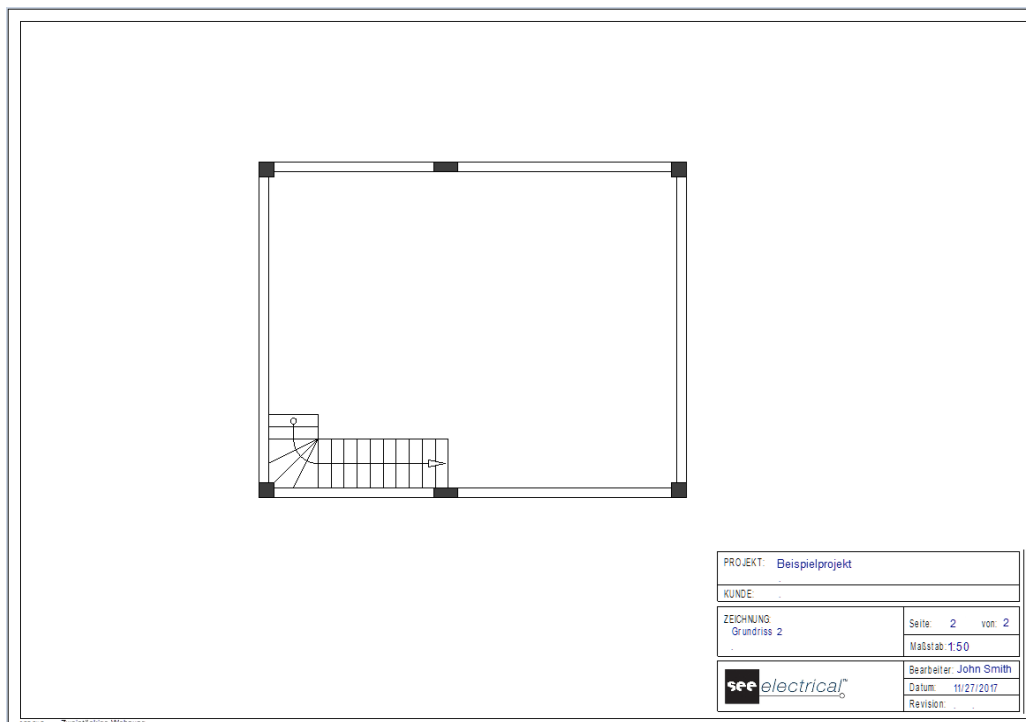 PROJEKT: Beispielprojekt
.
KUNDE: .
ZEICHNUNG:
Grundriss 2
.
Seite: 2 von: 2
Maßstab: 1:50
see electrical™
Bearbeiter: John Smith
Datum: 11/27/2017
Revision: . .